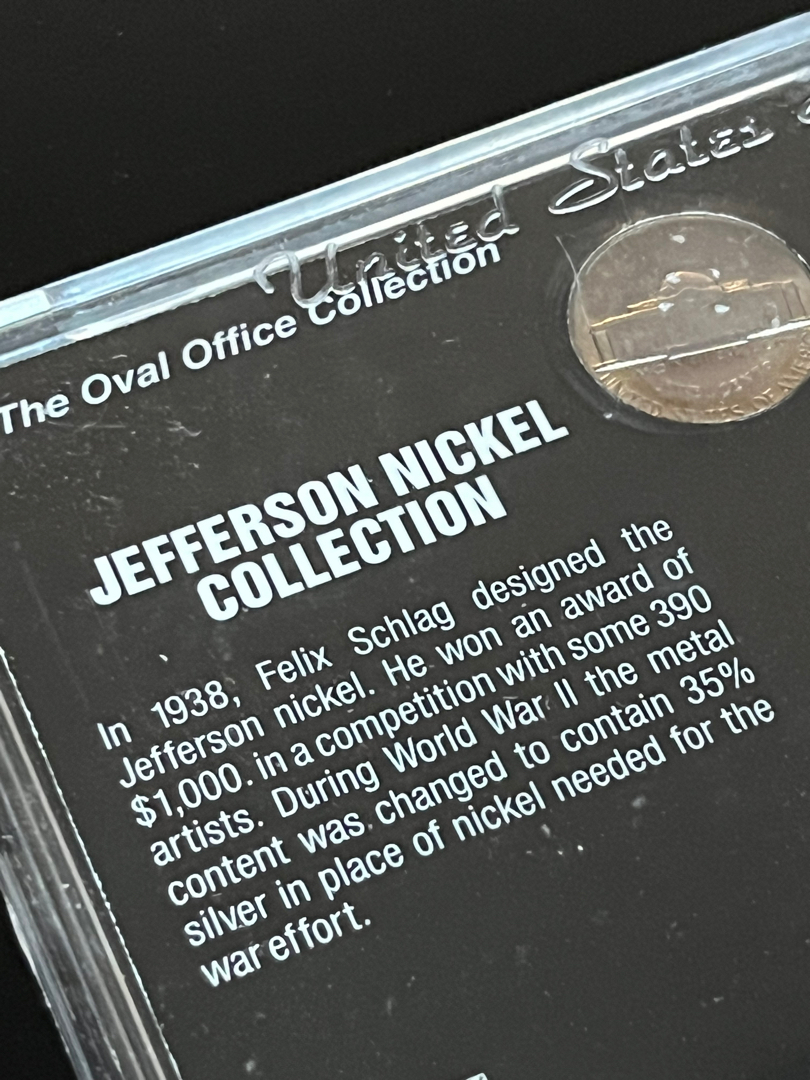 United States
The Oval Office Collection
JEFFERSON NICKEL
COLLECTION
In 1938, Felix Schlag designed the
Jefferson nickel. He won an award of
$1,000. in a competition with some 390
artists. During World War II the metal
content was changed to contain 35%
silver in place of nickel needed for the
war effort.